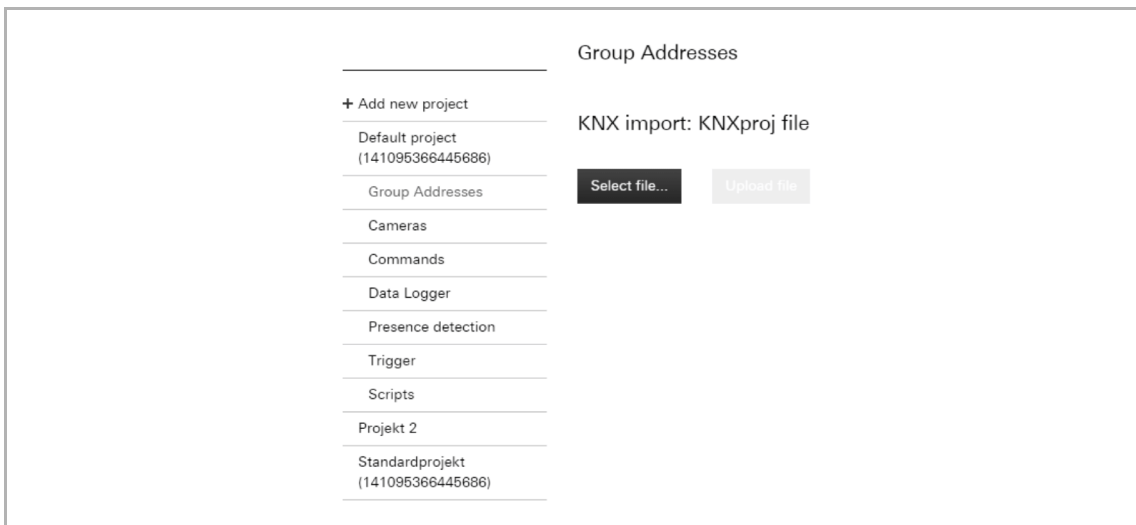 + Add new project
Default project
(141095366445686)
Group Addresses
Cameras
Commands
Data Logger
Presence detection
Trigger
Scripts
Projekt 2
Standardprojekt
(141095366445686)
Group Addresses
KNX import: KNXproj file
Select file... Upload file